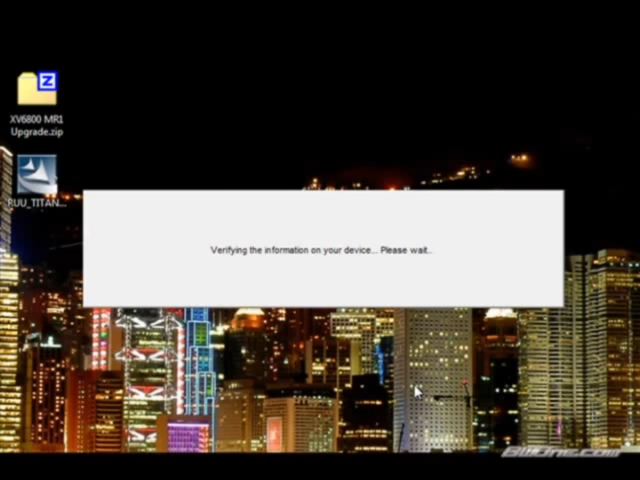 Z
XV6800 MR1
Upgrade.zip
RUU_TITAN...
Verifying the information on your device... Please wait...